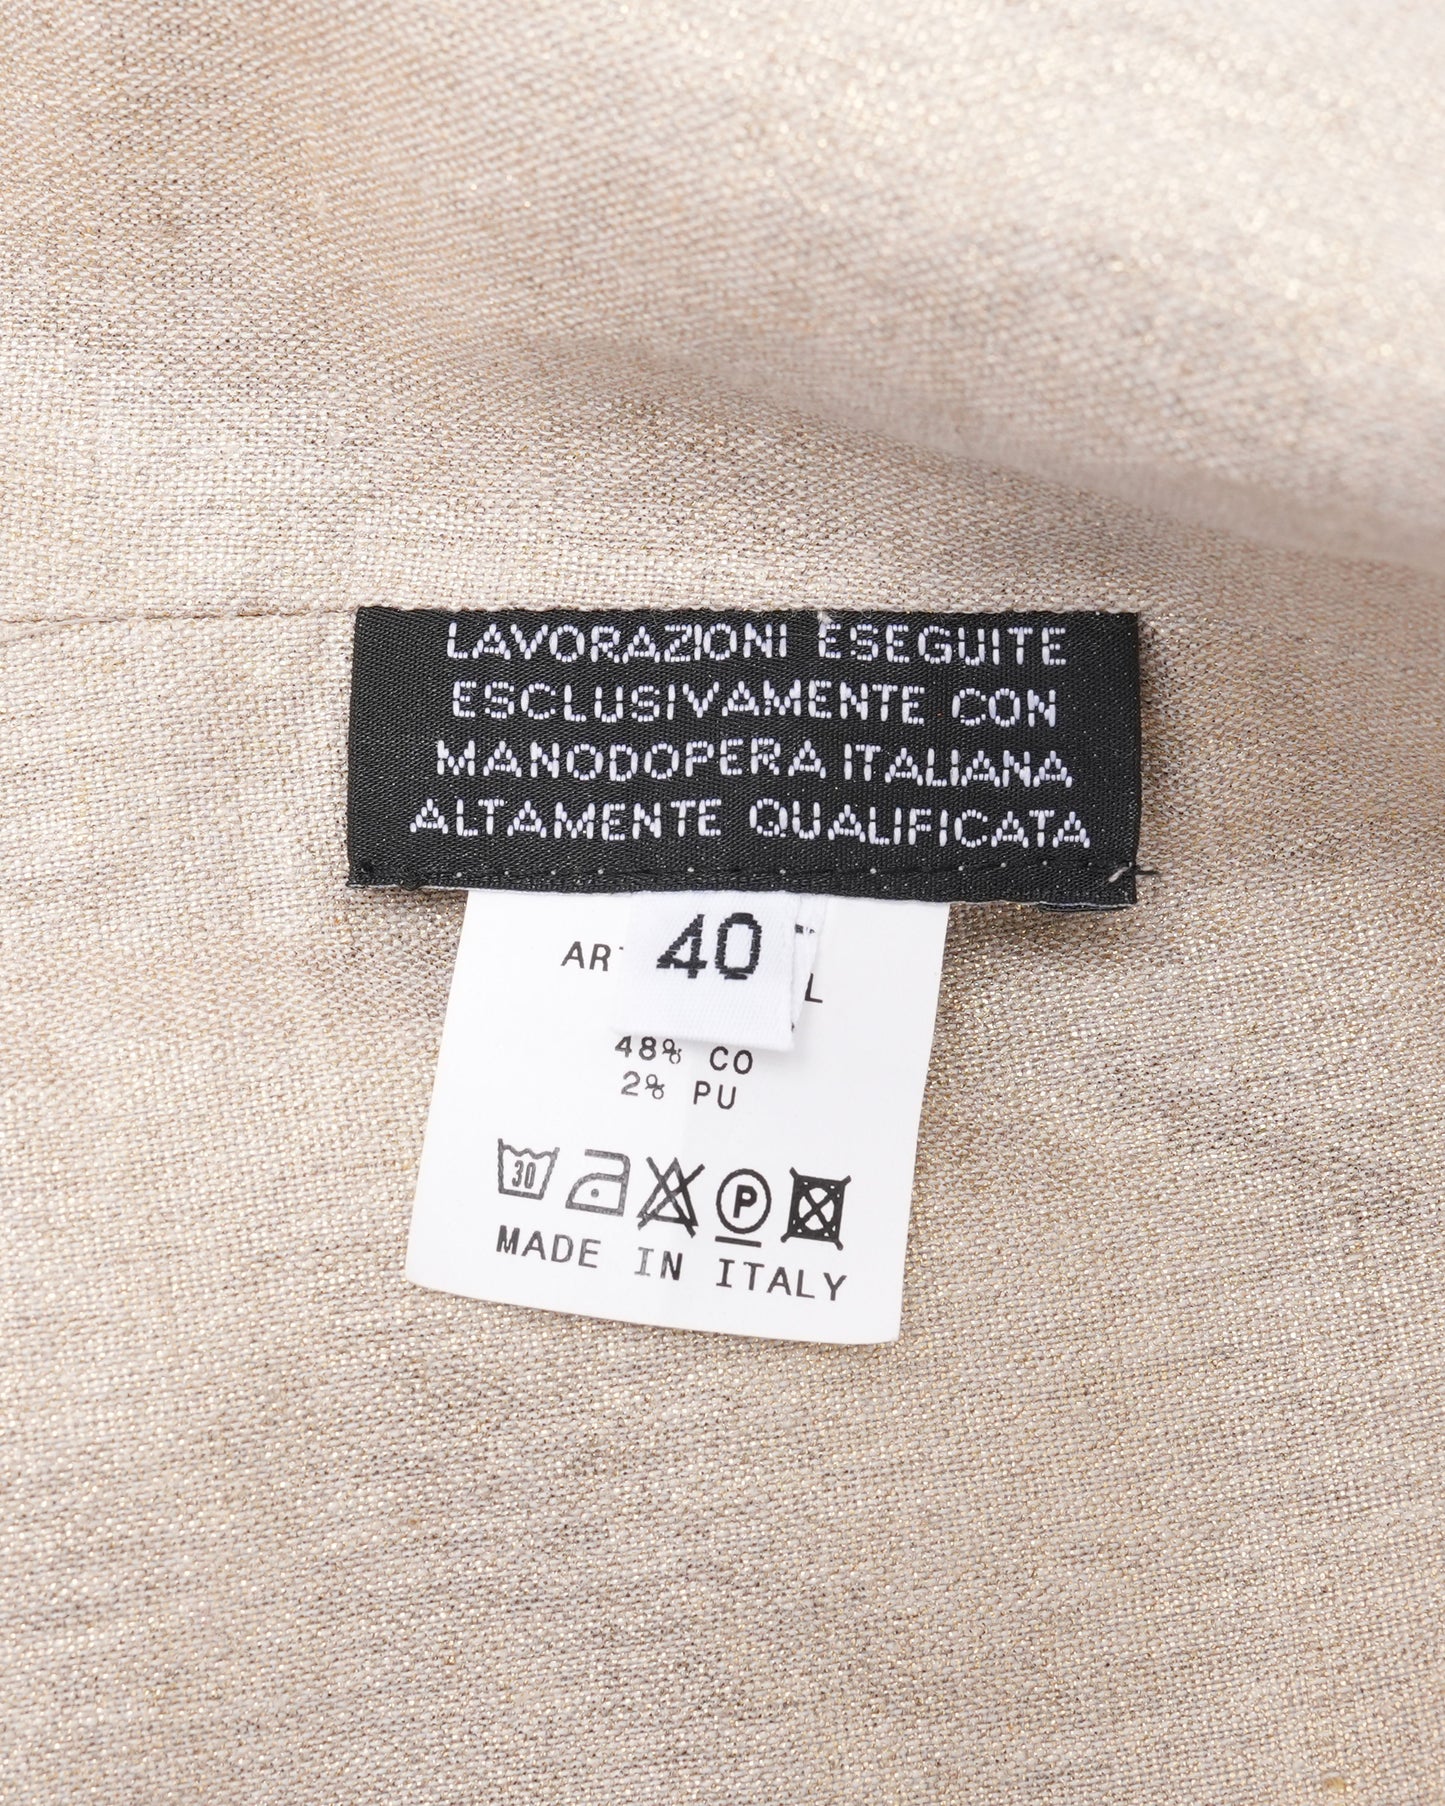 LAVORAZIONI ESEGUITE
ESCLUSIVAMENTE CON
MANODOPERA ITALIANA
ALTAMENTE QUALIFICATA
40
48% CO
2% PU
30
P
MADE IN ITALY